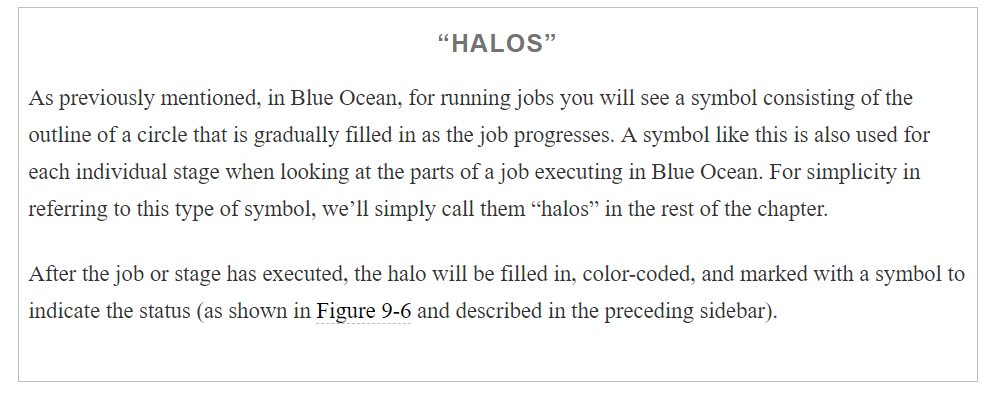 “HALOS”
As previously mentioned, in Blue Ocean, for running jobs you will see a symbol consisting of the
outline of a circle that is gradually filled in as the job progresses. A symbol like this is also used for
each individual stage when looking at the parts of a job executing in Blue Ocean. For simplicity in
referring to this type of symbol, we’ll simply call them “halos” in the rest of the chapter.
After the job or stage has executed, the halo will be filled in, color-coded, and marked with a symbol to
indicate the status (as shown in Figure 9-6 and described in the preceding sidebar).